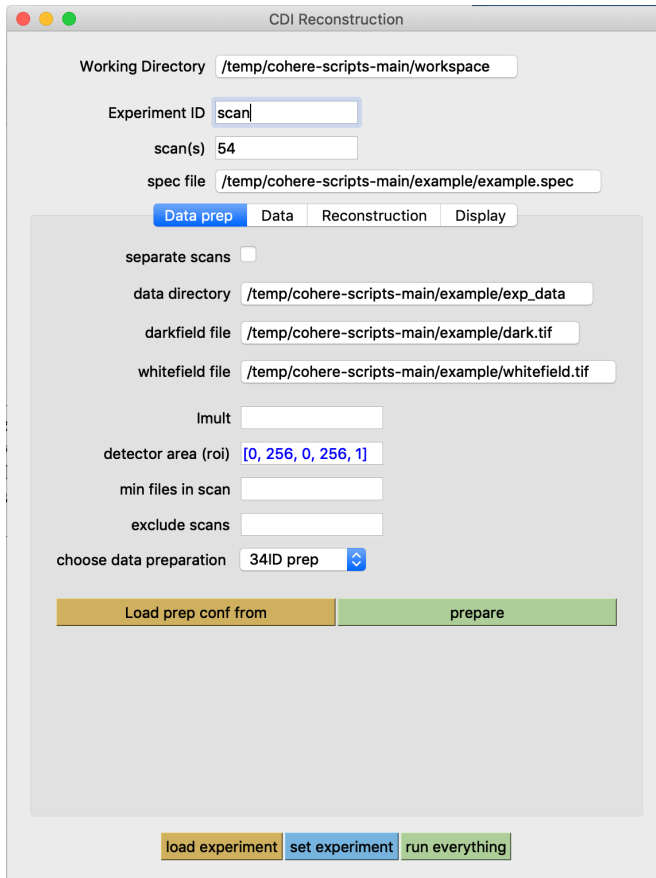 CDI Reconstruction
Working Directory /temp/cohere-scripts-main/workspace
Experiment ID scan
scan(s) 54
spec file /temp/cohere-scripts-main/example/example.spec
Data prep Data Reconstruction Display
separate scans
data directory /temp/cohere-scripts-main/example/exp_data
darkfield file /temp/cohere-scripts-main/example/dark.tif
whitefield file /temp/cohere-scripts-main/example/whitefield.tif
Imult
detector area (roi) [0, 256, 0, 256, 1]
min files in scan
exclude scans
choose data preparation 34ID prep
Load prep conf from prepare
load experiment set experiment run everything